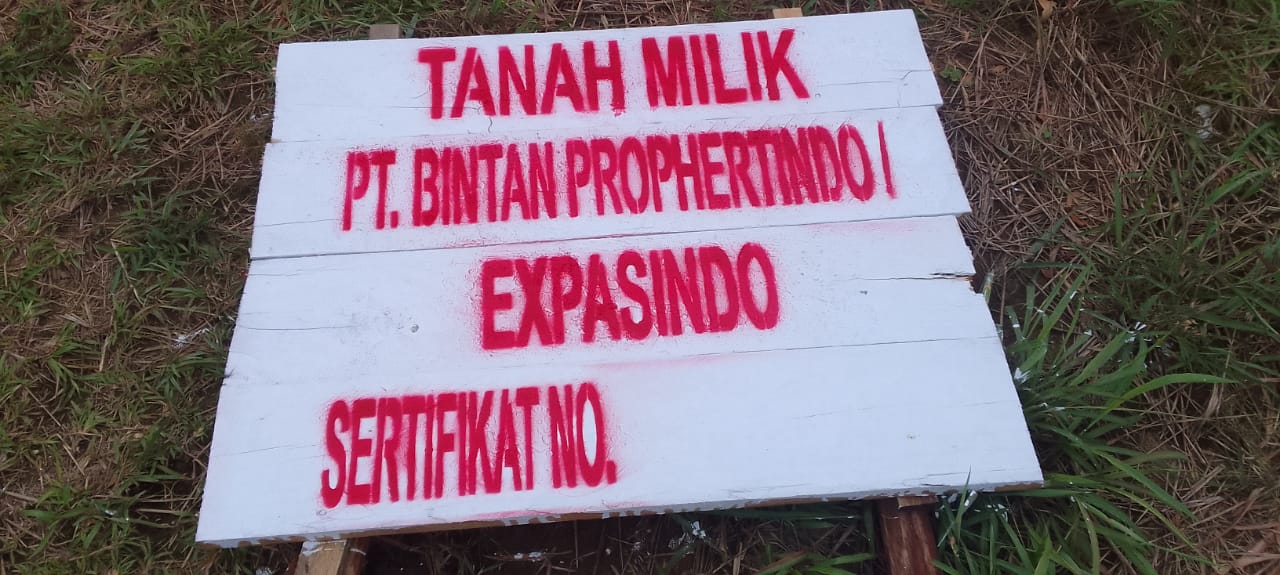 TANAH MILIK
PT. BINTAN PROPHERTINDO /
EXPASINDO
SERTIFIKAT NO.